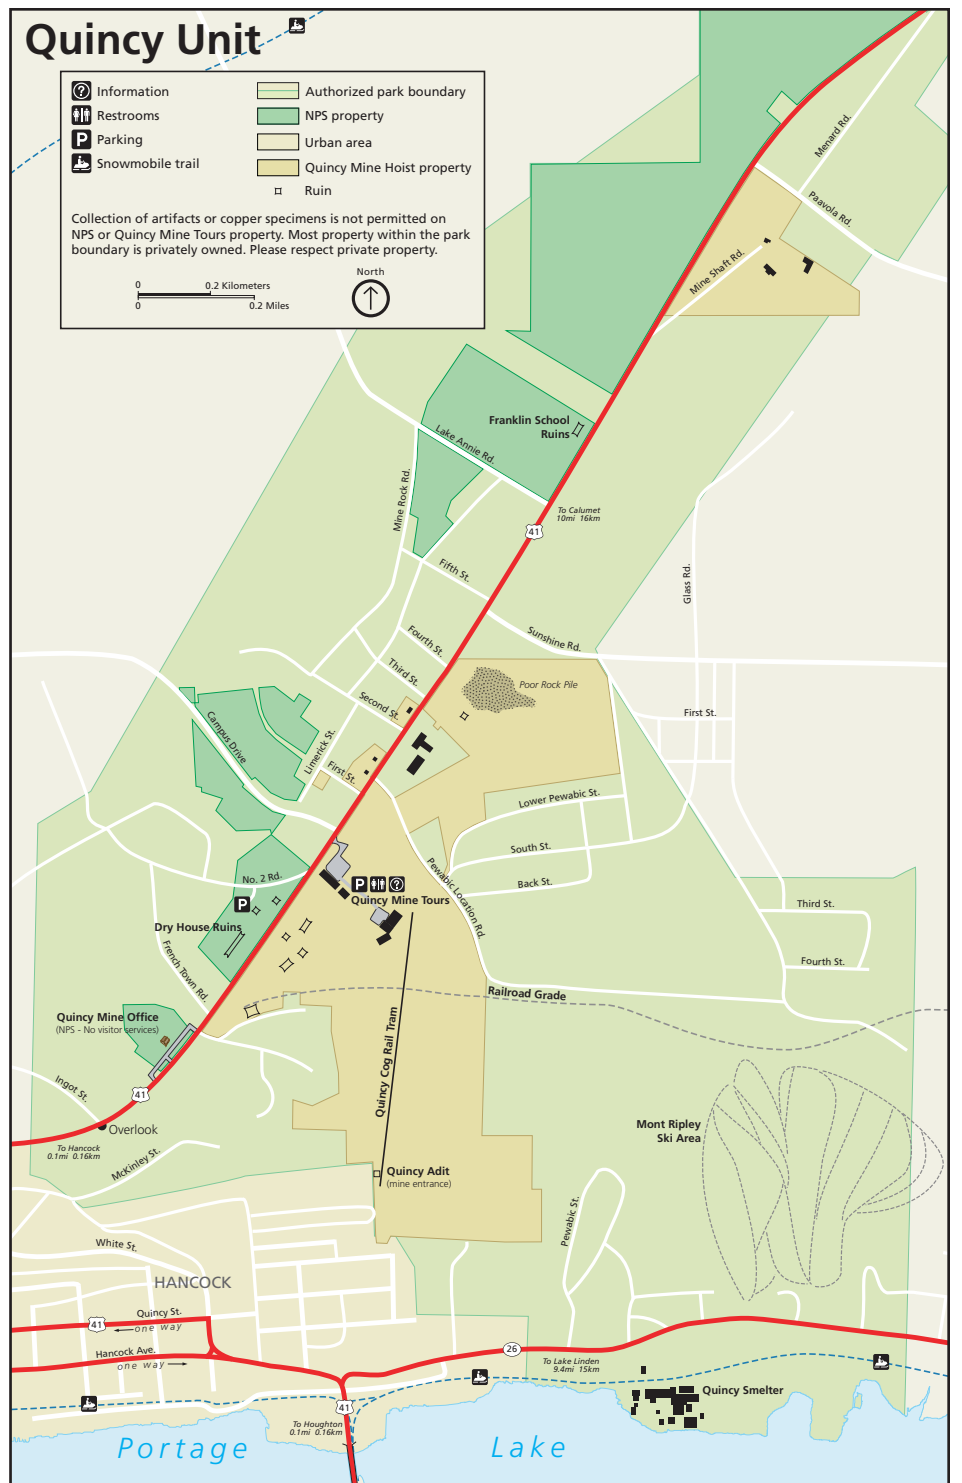 Quincy Unit
Information
Restrooms
P
Parking
Snowmobile trail
Authorized park boundary
NPS property
Urban area
Quincy Mine Hoist property
Ruin
Collection of artifacts or copper specimens is not permitted on
NPS or Quincy Mine Tours property. Most property within the park
boundary is privately owned. Please respect private property.
0 0.2 Kilometers
0 0.2 Miles
North
Menard Rd.
Paavola Rd.
Mine Shaft Rd.
Franklin School
Ruins
Lake Annie Rd.
Mine Rock Rd.
To Calumet
10mi 16km
41
Fifth St.
Glass Rd.
Sunshine Rd.
Fourth St.
Third St.
Second St.
Poor Rock Pile
First St.
Campus Drive
Limerick St.
First St.
Lower Pewabic St.
South St.
Back St.
Pewabic Location Rd.
No. 2 Rd.
P
P
?
Quincy Mine Tours
Dry House Ruins
French Town Rd.
Third St.
Fourth St.
Railroad Grade
Quincy Mine Office
(NPS - No visitor services)
Quincy Cog Rail Tram
Ingot St.
41
Overlook
To Hancock
0.1mi 0.16km
McKinley St.
Mont Ripley
Ski Area
Quincy Adit
(mine entrance)
Pewabic St.
White St.
HANCOCK
Quincy St.
41
one way
Hancock Ave.
one way
26
To Lake Linden
9.4mi 15km
Quincy Smelter
41
To Houghton
0.1mi 0.16km
Portage Lake